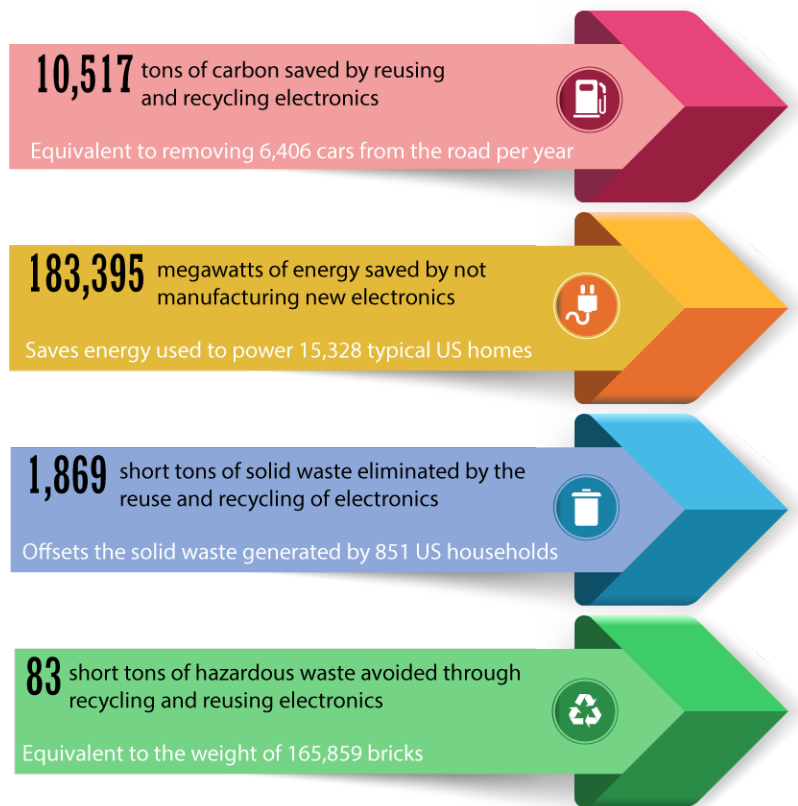 10,517 tons of carbon saved by reusing
and recycling electronics
Equivalent to removing 6,406 cars from the road per year
183,395 megawatts of energy saved by not
manufacturing new electronics
Saves energy used to power 15,328 typical US homes
1,869 short tons of solid waste eliminated by the
reuse and recycling of electronics
Offsets the solid waste generated by 851 US households
83 short tons of hazardous waste avoided through
recycling and reusing electronics
Equivalent to the weight of 165,859 bricks